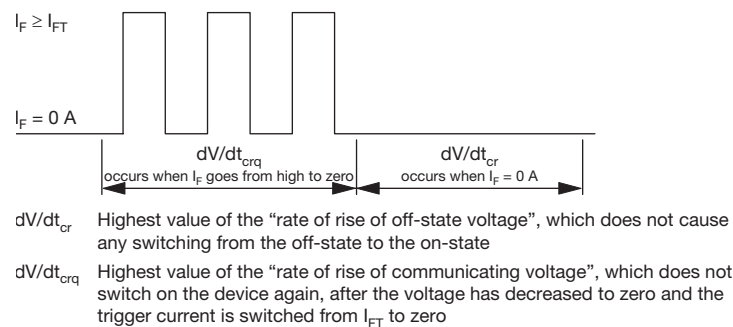 I_F ≥ I_FT
I_F = 0 A
dV/dt_crq
occurs when I_F goes from high to zero
dV/dt_cr
occurs when I_F = 0 A
dV/dt_cr Highest value of the “rate of rise of off-state voltage”, which does not cause
any switching from the off-state to the on-state
dV/dt_crq Highest value of the “rate of rise of communicating voltage”, which does not
switch on the device again, after the voltage has decreased to zero and the
trigger current is switched from I_FT to zero